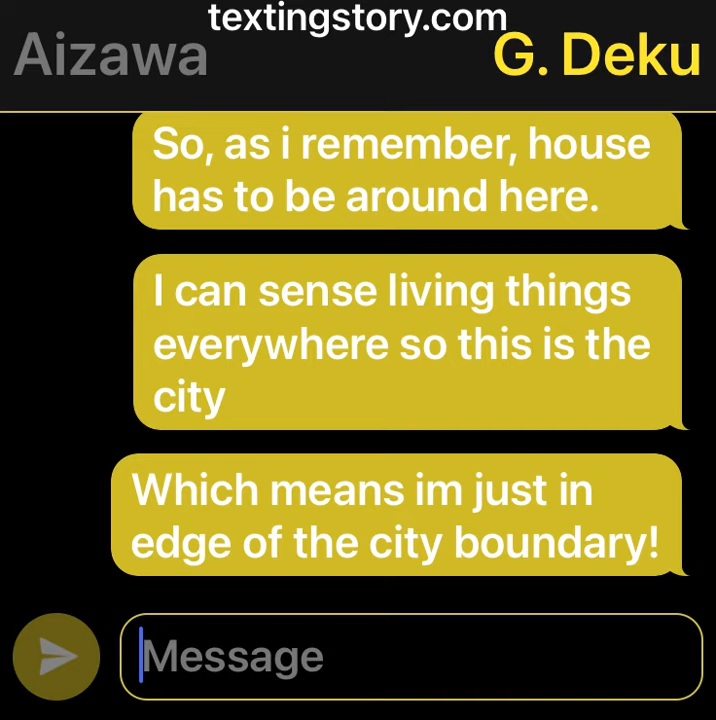 textingstory.com
Aizawa
G. Deku
So, as i remember, house
has to be around here.
I can sense living things
everywhere so this is the
city
Which means im just in
edge of the city boundary!
Message